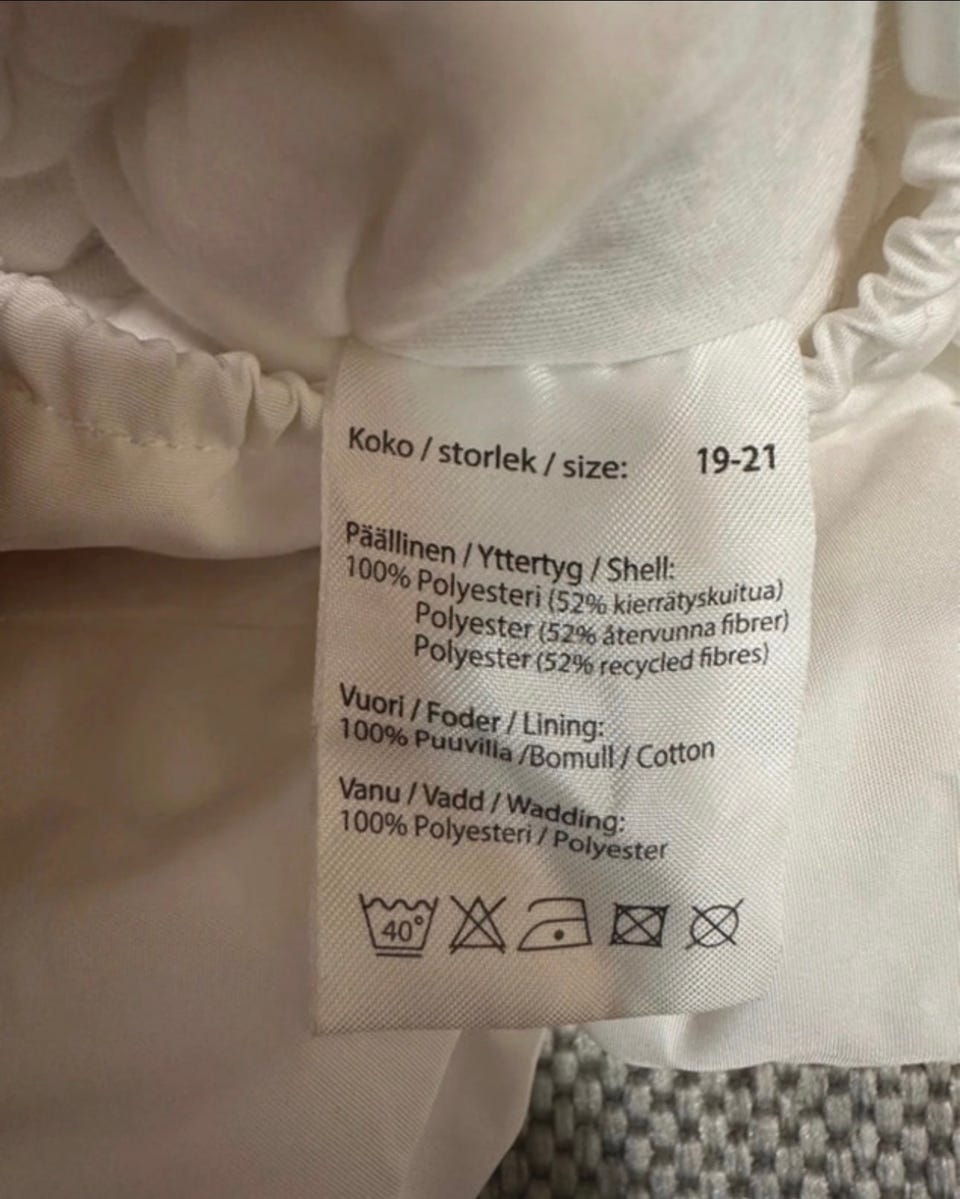 Koko / storlek / size: 19-21
Päällinen / Yttertyg / Shell:
100% Polyesteri (52% kierrätyskuitua)
Polyester (52% återvunna fibrer)
Polyester (52% recycled fibres)
Vuori / Foder / Lining:
100% Puuvilla /Bomull / Cotton
Vanu / Vadd / Wadding:
100% Polyesteri / Polyester
40°